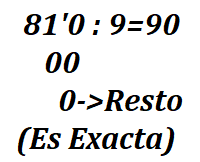 81'0 : 9=90
00
0->Resto
(Es Exacta)